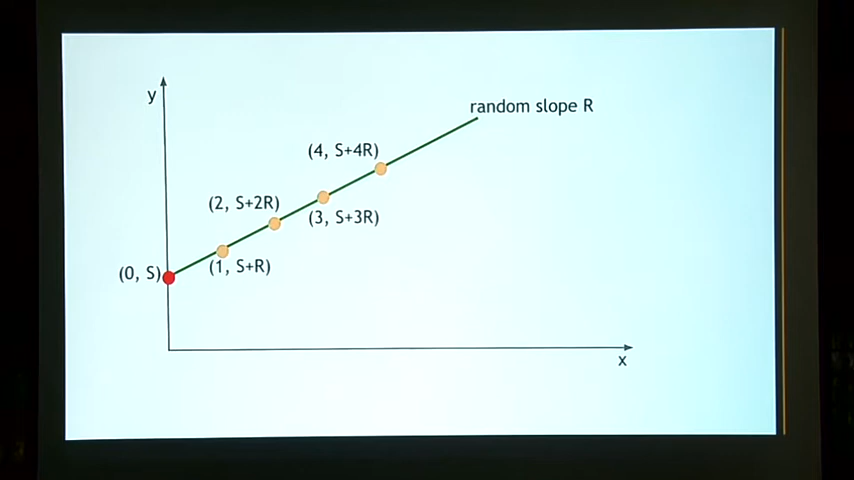 y
random slope R
(4, S+4R)
(2, S+2R)
(3, S+3R)
(0, S)
(1, S+R)
x